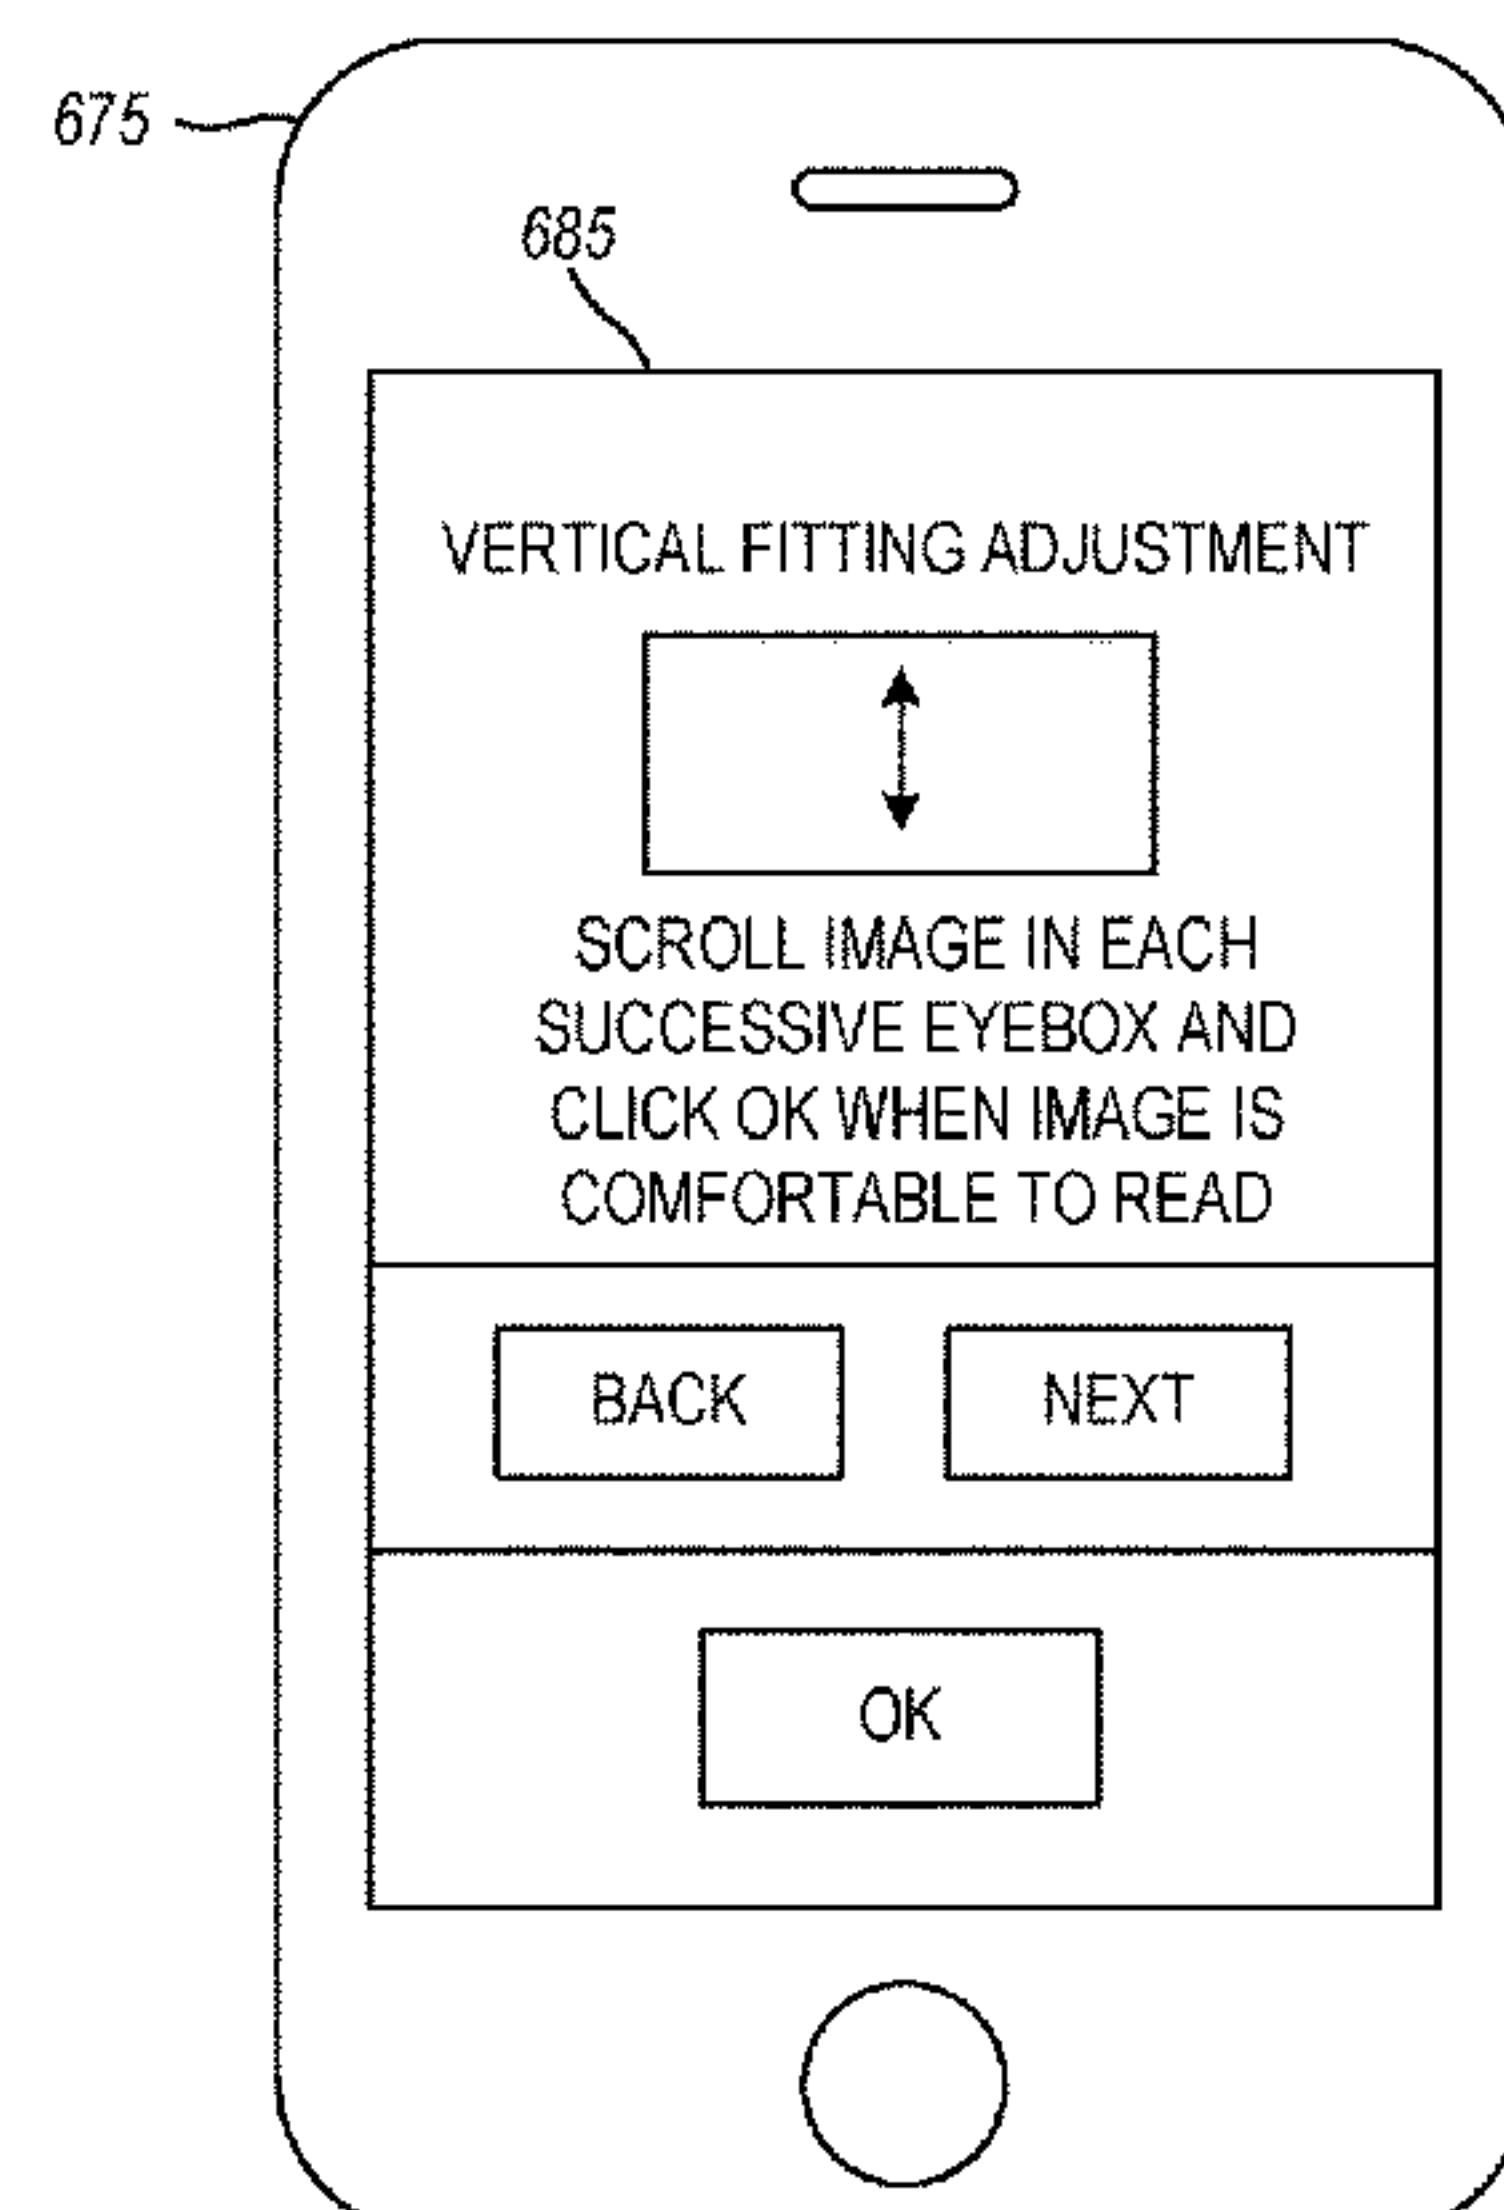 675
685
VERTICAL FITTING ADJUSTMENT
SCROLL IMAGE IN EACH
SUCCESSIVE EYEBOX AND
CLICK OK WHEN IMAGE IS
COMFORTABLE TO READ
BACK NEXT
OK